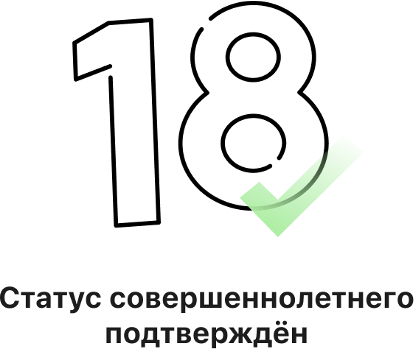 18
Статус совершеннолетнего
подтверждён